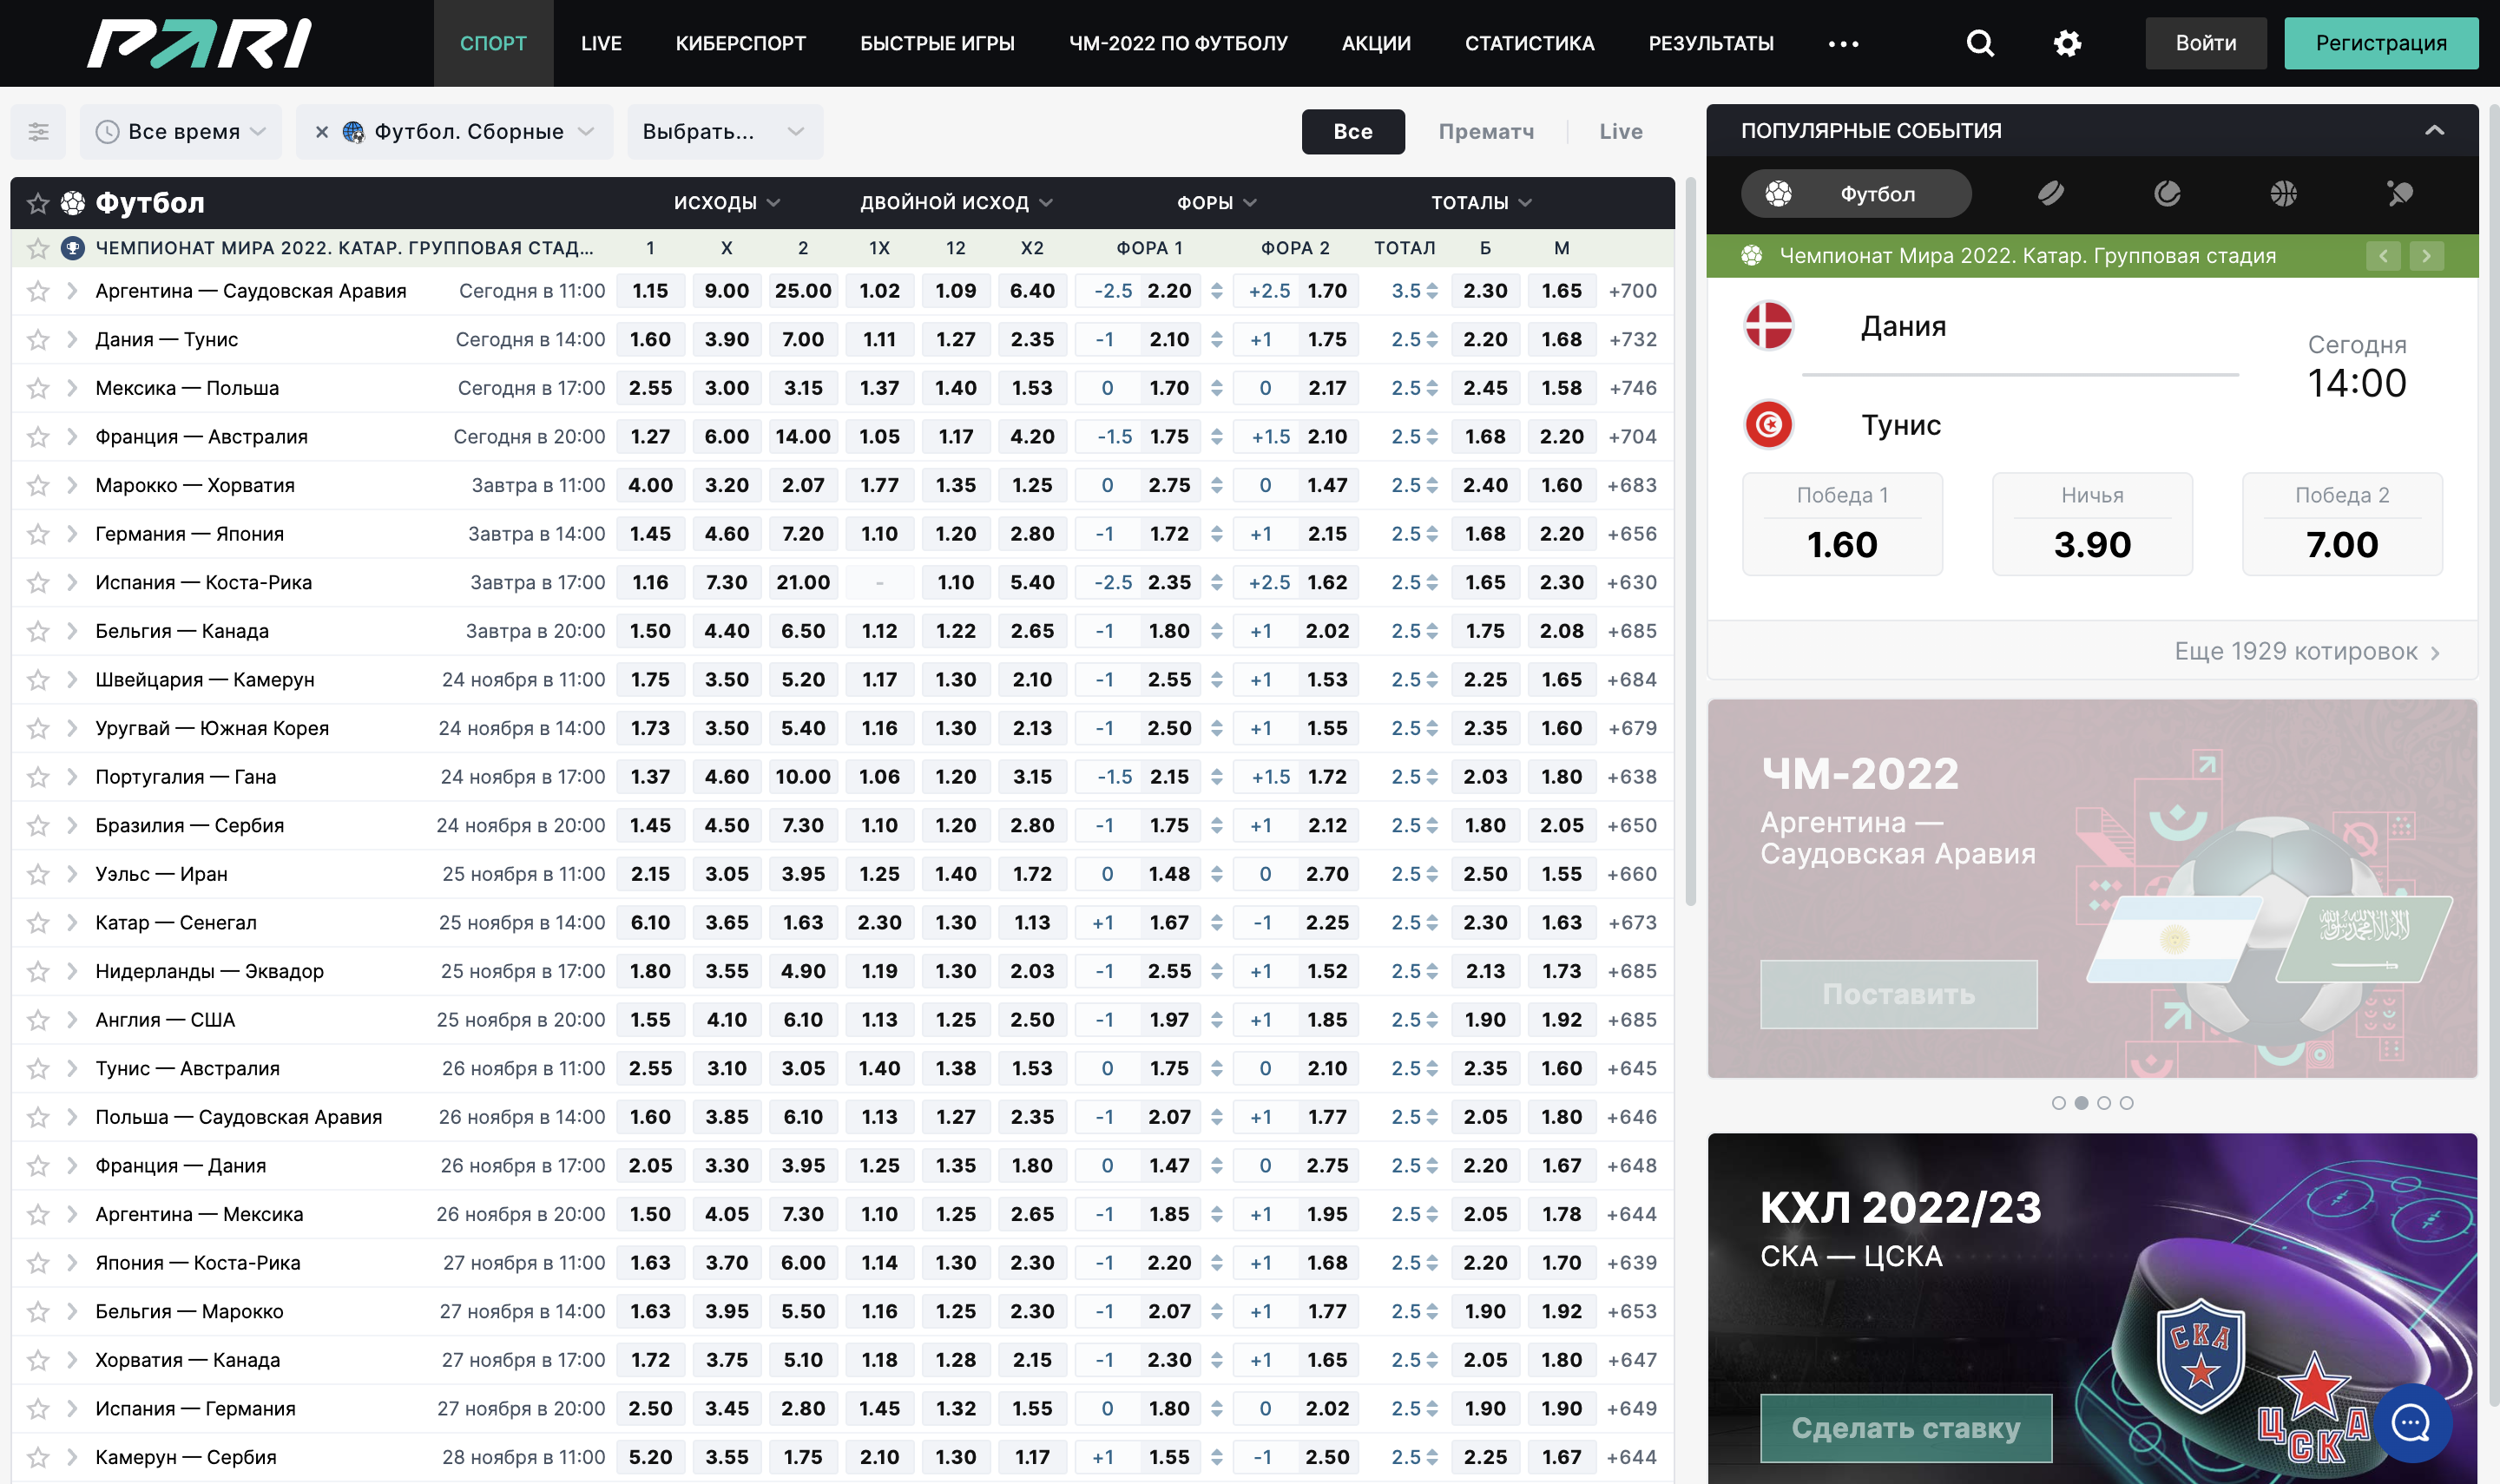 PARI СПОРТ LIVE КИБЕРСПОРТ БЫСТРЫЕ ИГРЫ ЧМ-2022 ПО ФУТБОЛУ АКЦИИ СТАТИСТИКА РЕЗУЛЬТАТЫ ••• Войти Регистрация
Все время Футбол. Сборные Выбрать... Все Прематч Live
Футбол ИСХОДЫ ДВОЙНОЙ ИСХОД ФОРЫ ТОТАЛЫ
ЧЕМПИОНАТ МИРА 2022. КАТАР. ГРУППОВАЯ СТАД... 1 X 2 1X 12 X2 ФОРА 1 ФОРА 2 ТОТАЛ Б М
Аргентина — Саудовская Аравия Сегодня в 11:00 1.15 9.00 25.00 1.02 1.09 6.40 -2.5 2.20 +2.5 1.70 3.5 2.30 1.65 +700
Дания — Тунис Сегодня в 14:00 1.60 3.90 7.00 1.11 1.27 2.35 -1 2.10 +1 1.75 2.5 2.20 1.68 +732
Мексика — Польша Сегодня в 17:00 2.55 3.00 3.15 1.37 1.40 1.53 0 1.70 0 2.17 2.5 2.45 1.58 +746
Франция — Австралия Сегодня в 20:00 1.27 6.00 14.00 1.05 1.17 4.20 -1.5 1.75 +1.5 2.10 2.5 1.68 2.20 +704
Марокко — Хорватия Завтра в 11:00 4.00 3.20 2.07 1.77 1.35 1.25 0 2.75 0 1.47 2.5 2.40 1.60 +683
Германия — Япония Завтра в 14:00 1.45 4.60 7.20 1.10 1.20 2.80 -1 1.72 +1 2.15 2.5 1.68 2.20 +656
Испания — Коста-Рика Завтра в 17:00 1.16 7.30 21.00 - 1.10 5.40 -2.5 2.35 +2.5 1.62 2.5 1.65 2.30 +630
Бельгия — Канада Завтра в 20:00 1.50 4.40 6.50 1.12 1.22 2.65 -1 1.80 +1 2.02 2.5 1.75 2.08 +685
Швейцария — Камерун 24 ноября в 11:00 1.75 3.50 5.20 1.17 1.30 2.10 -1 2.55 +1 1.53 2.5 2.25 1.65 +684
Уругвай — Южная Корея 24 ноября в 14:00 1.73 3.50 5.40 1.16 1.30 2.13 -1 2.50 +1 1.55 2.5 2.35 1.60 +679
Португалия — Гана 24 ноября в 17:00 1.37 4.60 10.00 1.06 1.20 3.15 -1.5 2.15 +1.5 1.72 2.5 2.03 1.80 +638
Бразилия — Сербия 24 ноября в 20:00 1.45 4.50 7.30 1.10 1.20 2.80 -1 1.75 +1 2.12 2.5 1.80 2.05 +650
Уэльс — Иран 25 ноября в 11:00 2.15 3.05 3.95 1.25 1.40 1.72 0 1.48 0 2.70 2.5 2.50 1.55 +660
Катар — Сенегал 25 ноября в 14:00 6.10 3.65 1.63 2.30 1.30 1.13 +1 1.67 -1 2.25 2.5 2.30 1.63 +673
Нидерланды — Эквадор 25 ноября в 17:00 1.80 3.55 4.90 1.19 1.30 2.03 -1 2.55 +1 1.52 2.5 2.13 1.73 +685
Англия — США 25 ноября в 20:00 1.55 4.10 6.10 1.13 1.25 2.50 -1 1.97 +1 1.85 2.5 1.90 1.92 +685
Тунис — Австралия 26 ноября в 11:00 2.55 3.10 3.05 1.40 1.38 1.53 0 1.75 0 2.10 2.5 2.35 1.60 +645
Польша — Саудовская Аравия 26 ноября в 14:00 1.60 3.85 6.10 1.13 1.27 2.35 -1 2.07 +1 1.77 2.5 2.05 1.80 +646
Франция — Дания 26 ноября в 17:00 2.05 3.30 3.95 1.25 1.35 1.80 0 1.47 0 2.75 2.5 2.20 1.67 +648
Аргентина — Мексика 26 ноября в 20:00 1.50 4.05 7.30 1.10 1.25 2.65 -1 1.85 +1 1.95 2.5 2.05 1.78 +644
Япония — Коста-Рика 27 ноября в 11:00 1.63 3.70 6.00 1.14 1.30 2.30 -1 2.20 +1 1.68 2.5 2.20 1.70 +639
Бельгия — Марокко 27 ноября в 14:00 1.63 3.95 5.50 1.16 1.25 2.30 -1 2.07 +1 1.77 2.5 1.90 1.92 +653
Хорватия — Канада 27 ноября в 17:00 1.72 3.75 5.10 1.18 1.28 2.15 -1 2.30 +1 1.65 2.5 2.05 1.80 +647
Испания — Германия 27 ноября в 20:00 2.50 3.45 2.80 1.45 1.32 1.55 0 1.80 0 2.02 2.5 1.90 1.90 +649
Камерун — Сербия 28 ноября в 11:00 5.20 3.55 1.75 2.10 1.30 1.17 +1 1.55 -1 2.50 2.5 2.25 1.67 +644
ПОПУЛЯРНЫЕ СОБЫТИЯ
Футбол
Чемпионат Мира 2022. Катар. Групповая стадия
Дания
Сегодня
14:00
Тунис
Победа 1 Ничья Победа 2
1.60 3.90 7.00
Еще 1929 котировок
ЧМ-2022
Аргентина —
Саудовская Аравия
Поставить
КХЛ 2022/23
СКА — ЦСКА
СКА
ЦСКА
Сделать ставку